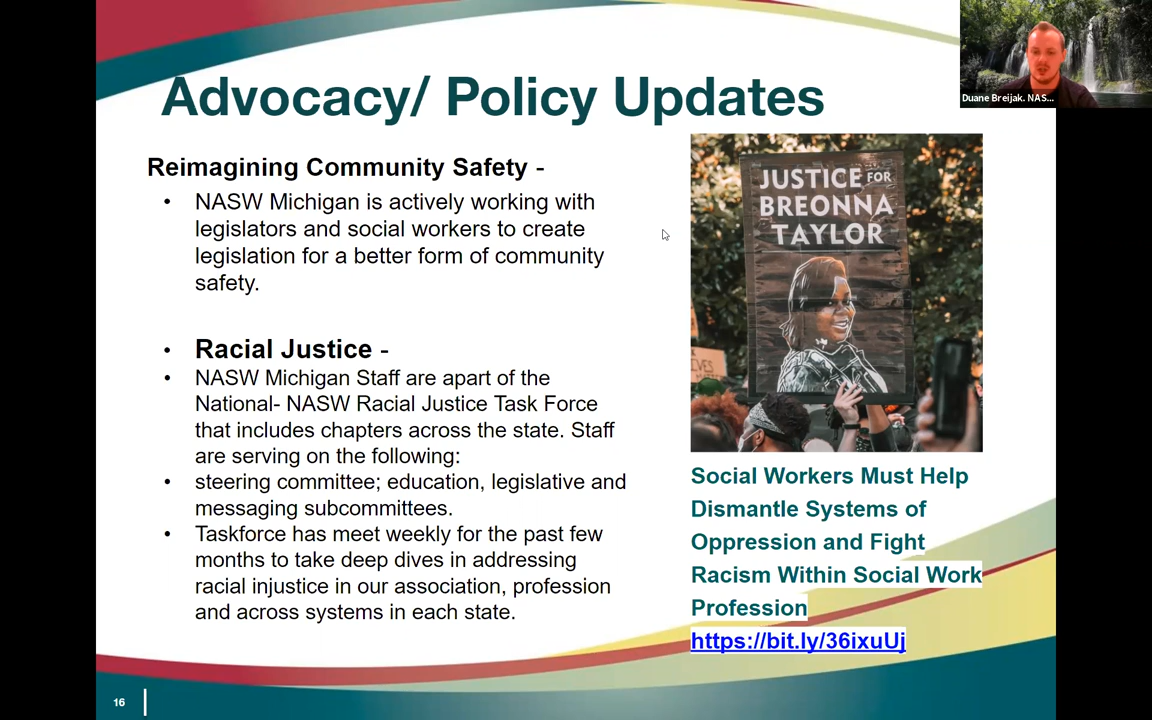 Advocacy/ Policy Updates
Duane Breijak. NAS...
Reimagining Community Safety -
• NASW Michigan is actively working with
legislators and social workers to create
legislation for a better form of community
safety.
• Racial Justice -
• NASW Michigan Staff are apart of the
National- NASW Racial Justice Task Force
that includes chapters across the state. Staff
are serving on the following:
• steering committee; education, legislative and
messaging subcommittees.
• Taskforce has meet weekly for the past few
months to take deep dives in addressing
racial injustice in our association, profession
and across systems in each state.
JUSTICE FOR
BREONNA
TAYLOR
Social Workers Must Help
Dismantle Systems of
Oppression and Fight
Racism Within Social Work
Profession
https://bit.ly/36ixuUj
16